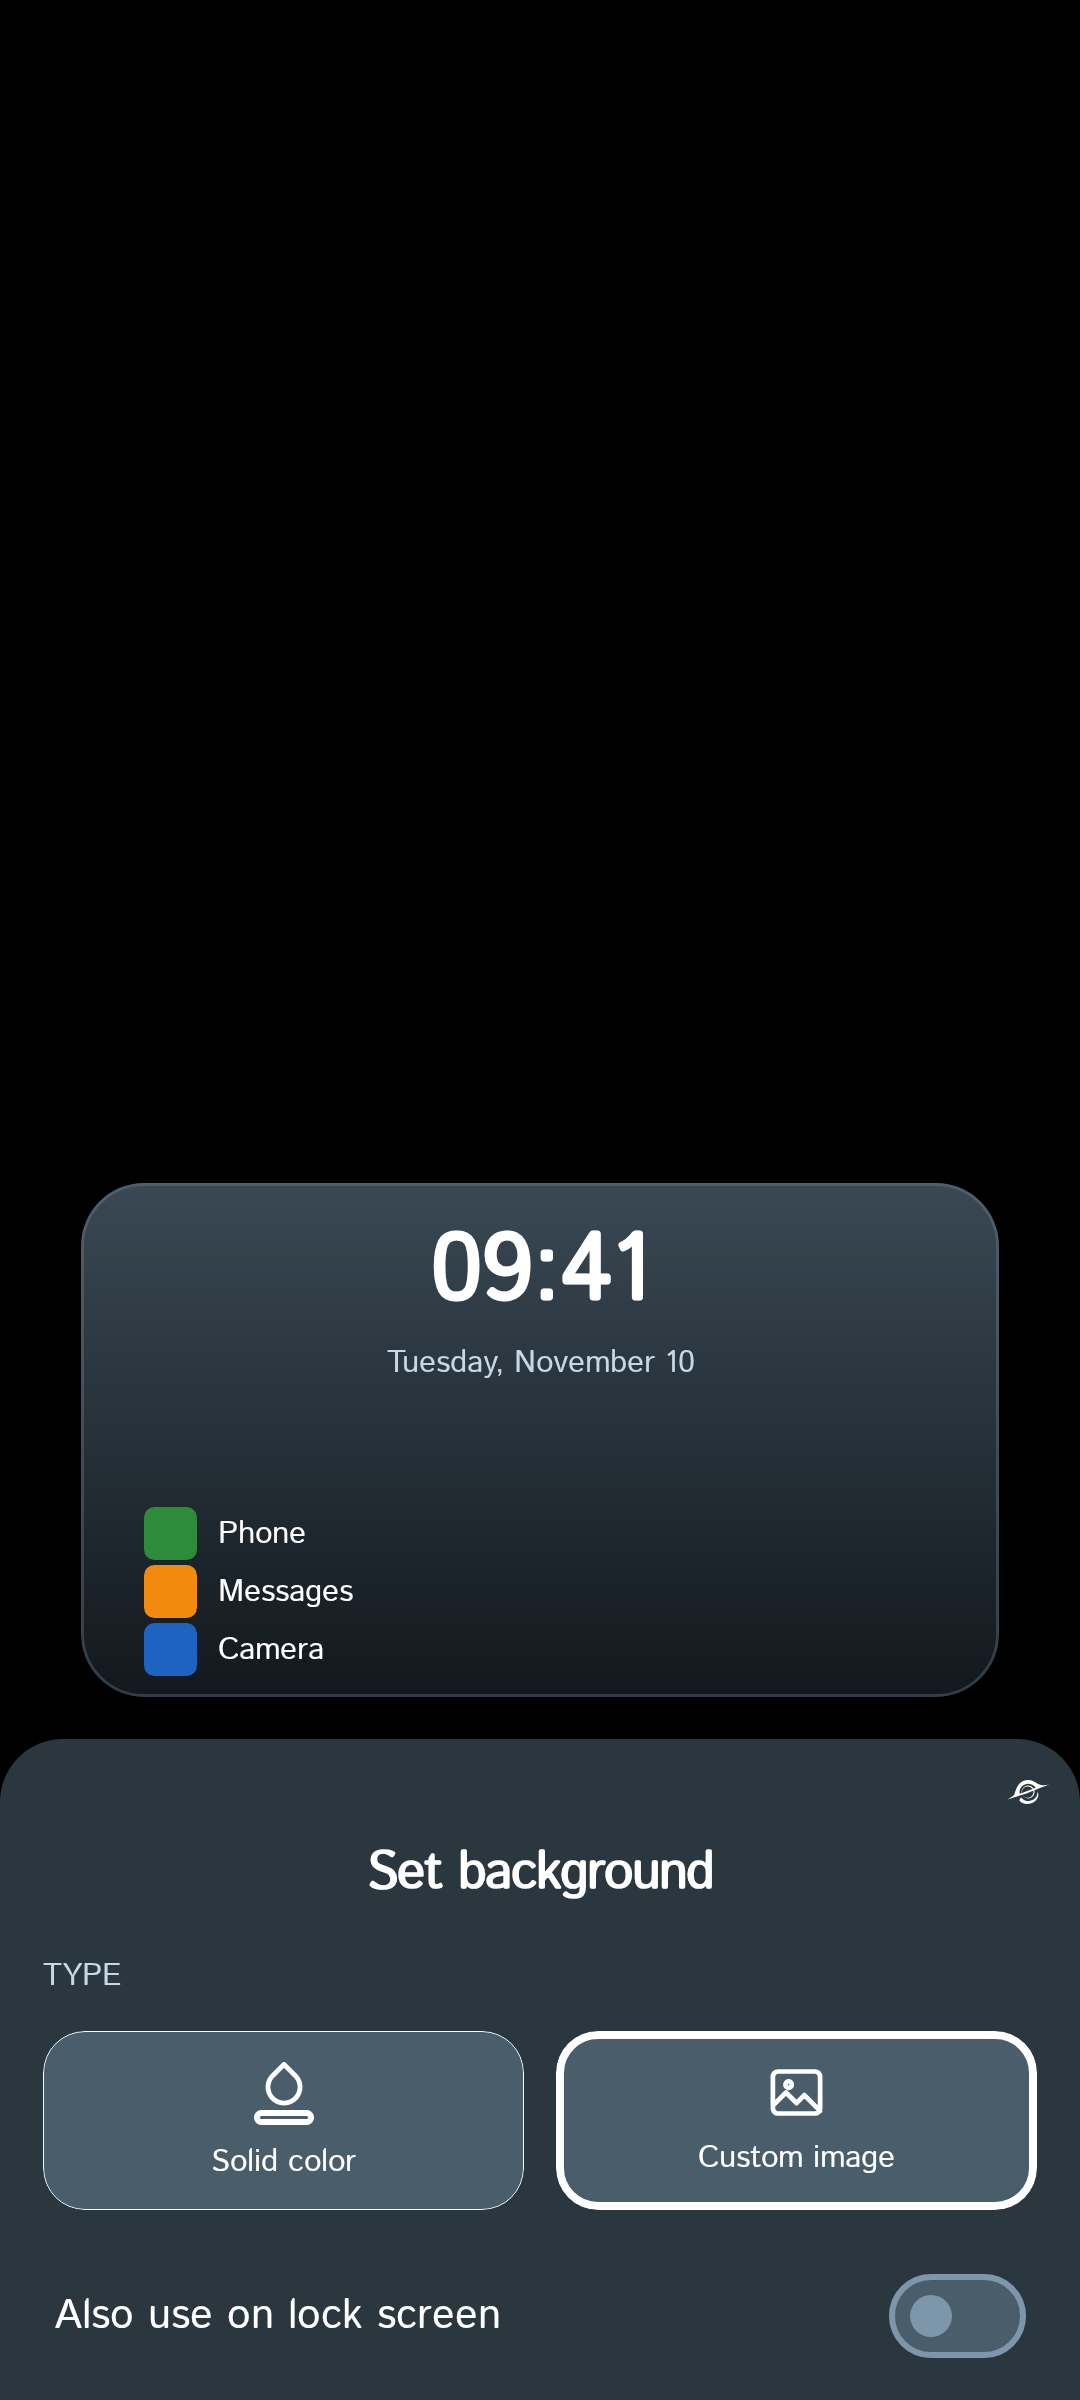 09:41
Tuesday, November 10
Phone
Messages
Camera
Set background
TYPE
Solid color
Custom image
Also use on lock screen